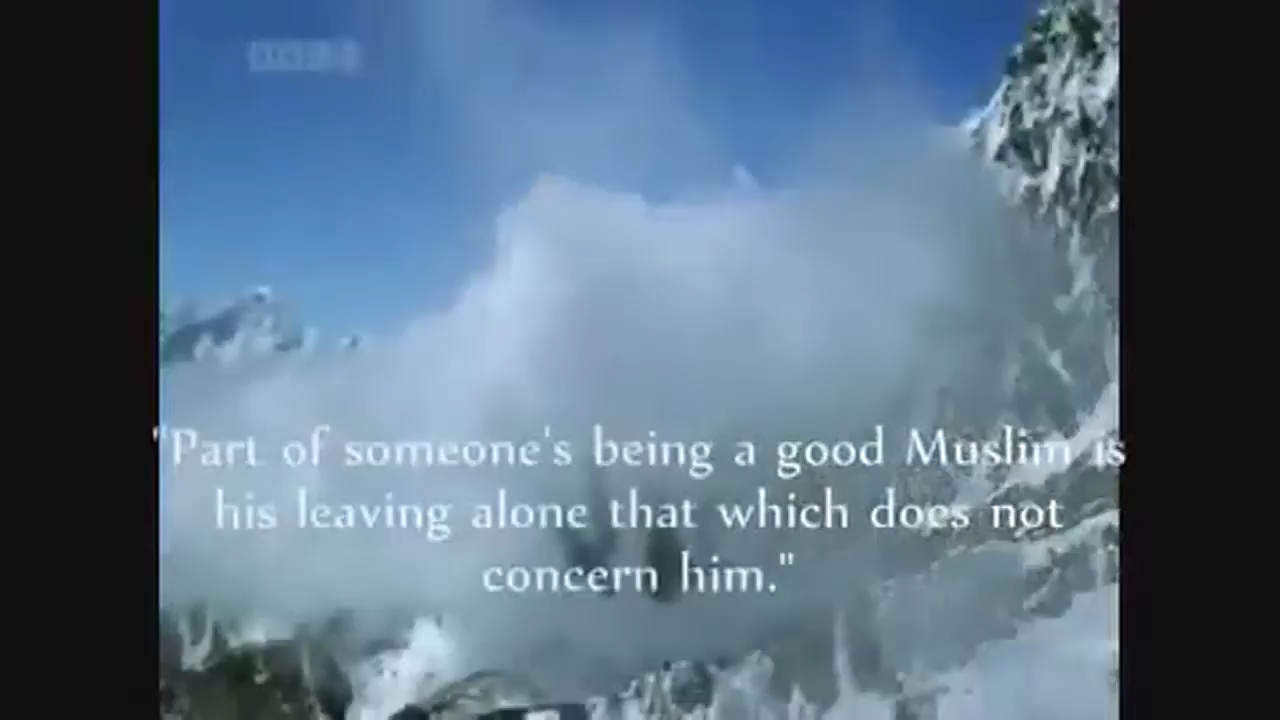 "Part of someone's being a good Muslim is
his leaving alone that which does not
concern him."